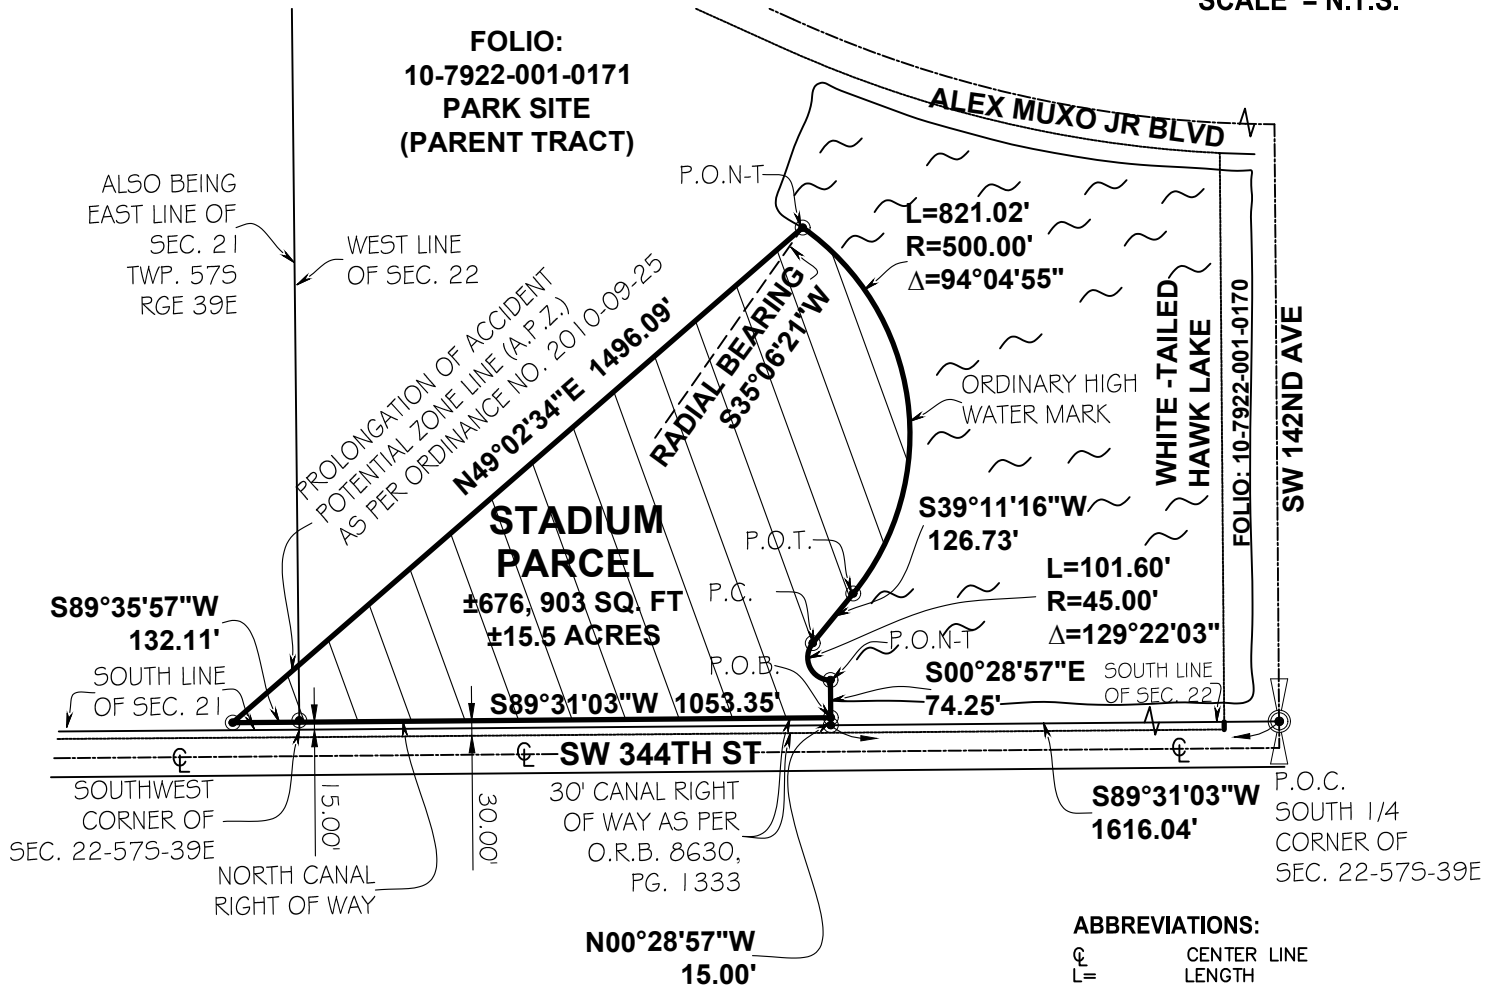 SCALE = N.T.S.
FOLIO:
10-7922-001-0171
PARK SITE
(PARENT TRACT)
ALEX MUXO JR BLVD
P.O.N-T
ALSO BEING
EAST LINE OF
SEC. 21
TWP. 57S
RGE 39E
WEST LINE
OF SEC. 22
L=821.02'
R=500.00'
Δ=94°04'55"
PROLONGATION OF ACCIDENT
POTENTIAL ZONE LINE (A.P.Z.)
AS PER ORDINANCE NO. 2010-09-25
N49°02'34"E 1496.09'
RADIAL BEARING
S35°06'21"W
ORDINARY HIGH
WATER MARK
WHITE -TAILED
HAWK LAKE
FOLIO: 10-7922-001-0170
SW 142ND AVE
STADIUM
PARCEL
±676, 903 SQ. FT
±15.5 ACRES
S39°11'16"W
126.73'
P.O.T.
P.C.
L=101.60'
R=45.00'
Δ=129°22'03"
P.O.N-T
P.O.B.
S00°28'57"E
74.25'
SOUTH LINE
OF SEC. 22
S89°35'57"W
132.11'
SOUTH LINE
OF SEC. 21
S89°31'03"W 1053.35'
℄
℄
SW 344TH ST
℄
SOUTHWEST
CORNER OF
SEC. 22-57S-39E
15.00'
30.00'
30' CANAL RIGHT
OF WAY AS PER
O.R.B. 8630,
PG. 1333
S89°31'03"W
1616.04'
P.O.C.
SOUTH 1/4
CORNER OF
SEC. 22-57S-39E
NORTH CANAL
RIGHT OF WAY
N00°28'57"W
15.00'
ABBREVIATIONS:
℄ CENTER LINE
L= LENGTH